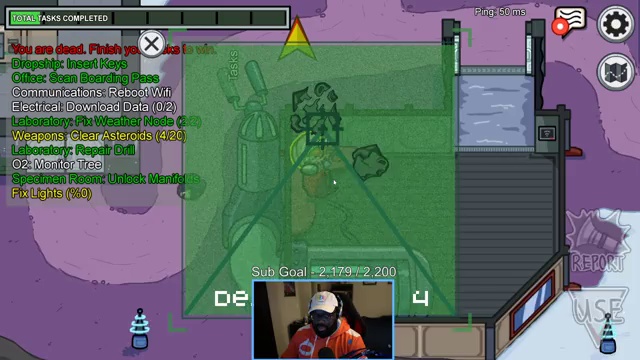 TOTAL TASKS COMPLETED
Ping: 50 ms
You are dead. Finish your tasks to win.
Dropship: Insert Keys
Tasks
Office: Scan Boarding Pass
Communications: Reboot Wifi
Electrical: Download Data (0/2)
Laboratory: Fix Weather Node
Weapons: Clear Asteroids (4/20)
Laboratory: Repair Drill
O2: Monitor Tree
Specimen Room: Unlock Manifolds
Fix Lights (%0)
REPORT
Sub Goal - 2,179 / 2,200
USE
De
4